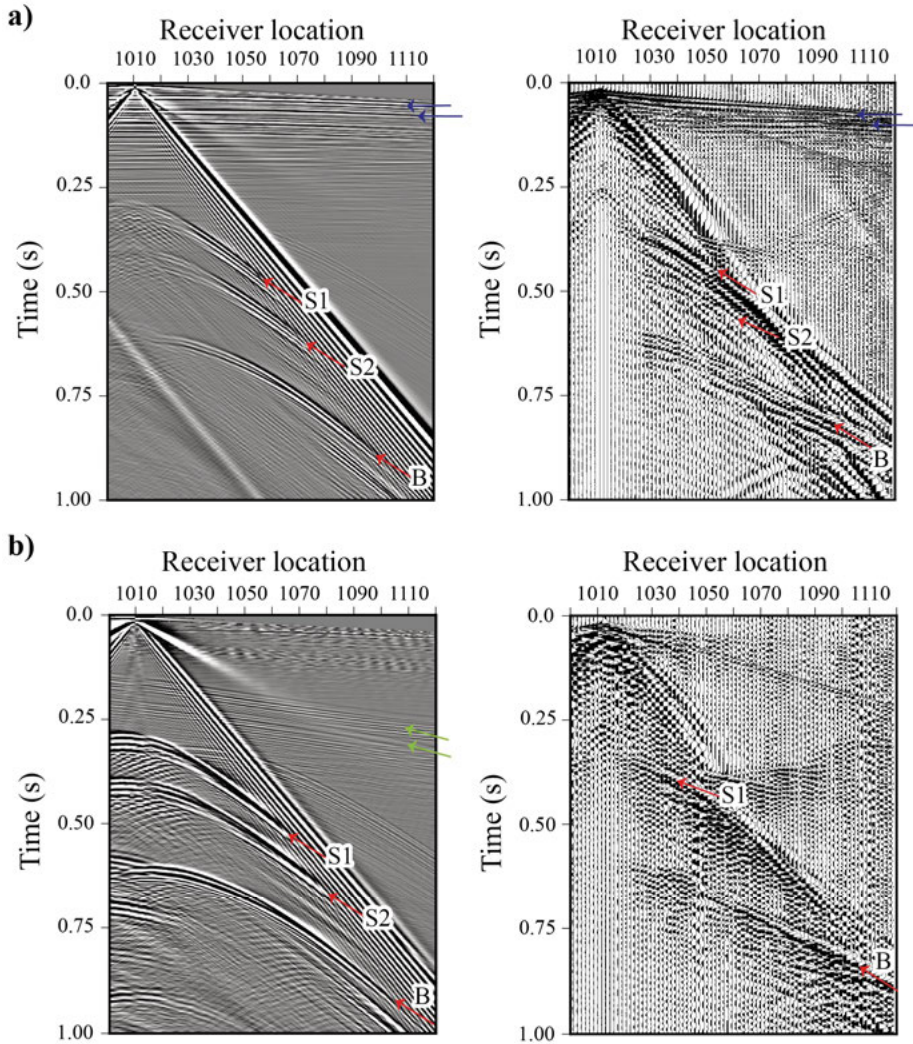 a)
Receiver location Receiver location
1010 1030 1050 1070 1090 1110 1010 1030 1050 1070 1090 1110
0.0 0.0
0.25 0.25
Time (s) Time (s)
0.50 0.50
S1 S1
S2 S2
0.75 0.75
B B
1.00 1.00
b)
Receiver location Receiver location
1010 1030 1050 1070 1090 1110 1010 1030 1050 1070 1090 1110
0.0 0.0
0.25 0.25
Time (s) Time (s)
S1
0.50 0.50
S1
S2
0.75 0.75
B B
1.00 1.00